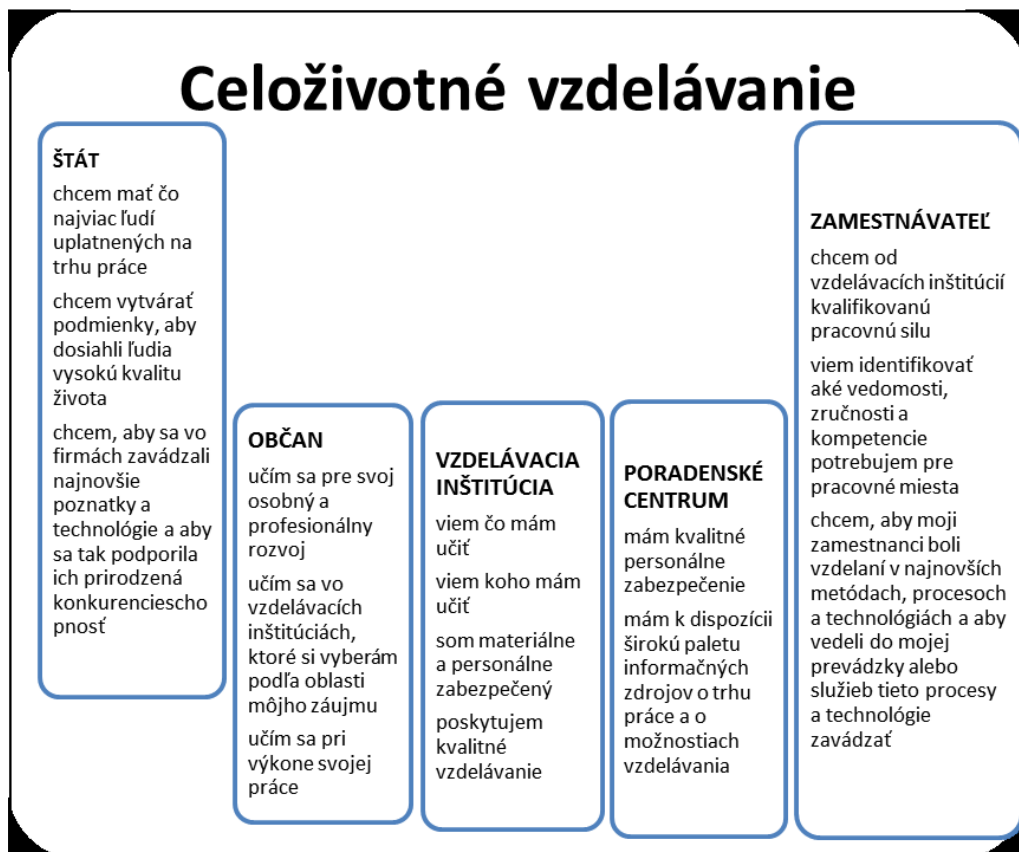 Celoživotné vzdelávanie
ŠTÁT
chcem mať čo
najviac ľudí
uplatnených na
trhu práce
chcem vytvárať
podmienky, aby
dosiahli ľudia
vysokú kvalitu
života
chcem, aby sa vo
firmách zavádzali
najnovšie
poznatky a
technológie a aby
sa tak podporila
ich prirodzená
konkurenciescho
pnosť
OBČAN
učím sa pre svoj
osobný a
profesionálny
rozvoj
učím sa vo
vzdelávacích
inštitúciách,
ktoré si vyberám
podľa oblasti
môjho záujmu
učím sa pri
výkone svojej
práce
VZDELÁVACIA
INŠTITÚCIA
viem čo mám
učiť
viem koho mám
učiť
som materiálne
a personálne
zabezpečený
poskytujem
kvalitné
vzdelávanie
PORADENSKÉ
CENTRUM
mám kvalitné
personálne
zabezpečenie
mám k dispozícii
širokú paletu
informačných
zdrojov o trhu
práce a o
možnostiach
vzdelávania
ZAMESTNÁVATEĽ
chcem od
vzdelávacích inštitúcií
kvalifikovanú
pracovnú silu
viem identifikovať
aké vedomosti,
zručnosti a
kompetencie
potrebujem pre
pracovné miesta
chcem, aby moji
zamestnanci boli
vzdelaní v najnovších
metódach, procesoch
a technológiách a aby
vedeli do mojej
prevádzky alebo
služieb tieto procesy
a technológie
zavádzať